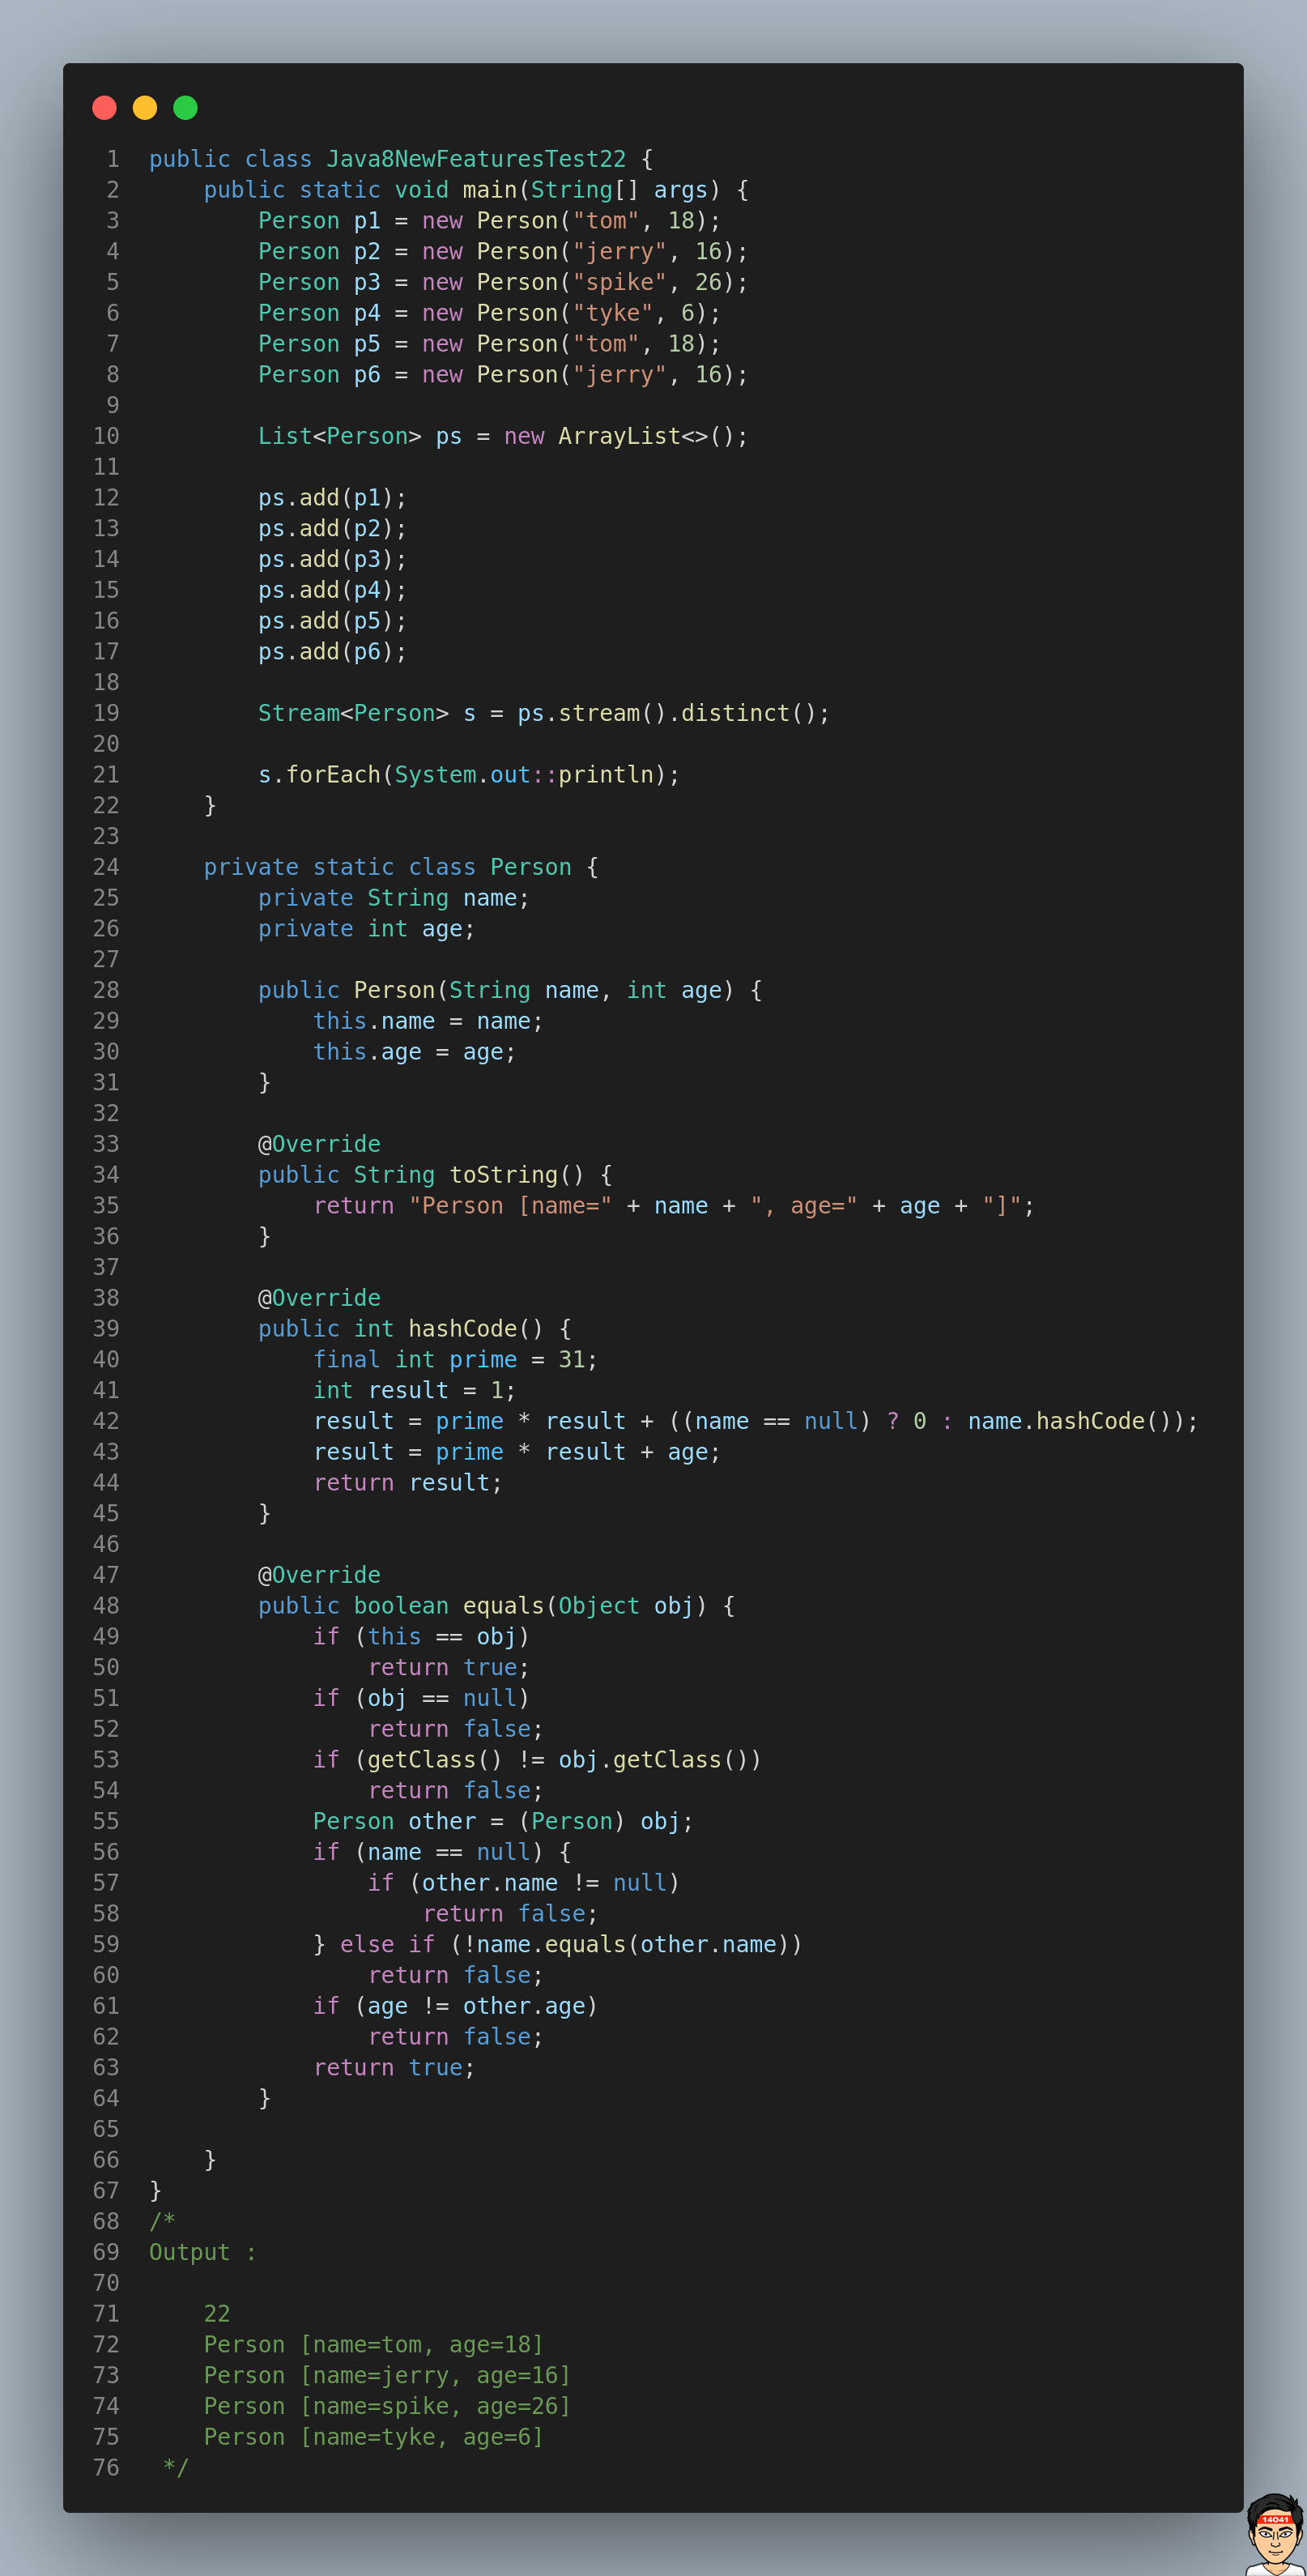 1 public class Java8NewFeaturesTest22 {
2     public static void main(String[] args) {
3         Person p1 = new Person("tom", 18);
4         Person p2 = new Person("jerry", 16);
5         Person p3 = new Person("spike", 26);
6         Person p4 = new Person("tyke", 6);
7         Person p5 = new Person("tom", 18);
8         Person p6 = new Person("jerry", 16);
9
10         List<Person> ps = new ArrayList<>();
11
12         ps.add(p1);
13         ps.add(p2);
14         ps.add(p3);
15         ps.add(p4);
16         ps.add(p5);
17         ps.add(p6);
18
19         Stream<Person> s = ps.stream().distinct();
20
21         s.forEach(System.out::println);
22     }
23
24     private static class Person {
25         private String name;
26         private int age;
27
28         public Person(String name, int age) {
29             this.name = name;
30             this.age = age;
31         }
32
33         @Override
34         public String toString() {
35             return "Person [name=" + name + ", age=" + age + "]";
36         }
37
38         @Override
39         public int hashCode() {
40             final int prime = 31;
41             int result = 1;
42             result = prime * result + ((name == null) ? 0 : name.hashCode());
43             result = prime * result + age;
44             return result;
45         }
46
47         @Override
48         public boolean equals(Object obj) {
49             if (this == obj)
50                 return true;
51             if (obj == null)
52                 return false;
53             if (getClass() != obj.getClass())
54                 return false;
55             Person other = (Person) obj;
56             if (name == null) {
57                 if (other.name != null)
58                     return false;
59             } else if (!name.equals(other.name))
60                 return false;
61             if (age != other.age)
62                 return false;
63             return true;
64         }
65
66     }
67 }
68 /*
69 Output :
70
71     22
72     Person [name=tom, age=18]
73     Person [name=jerry, age=16]
74     Person [name=spike, age=26]
75     Person [name=tyke, age=6]
76  */
14041